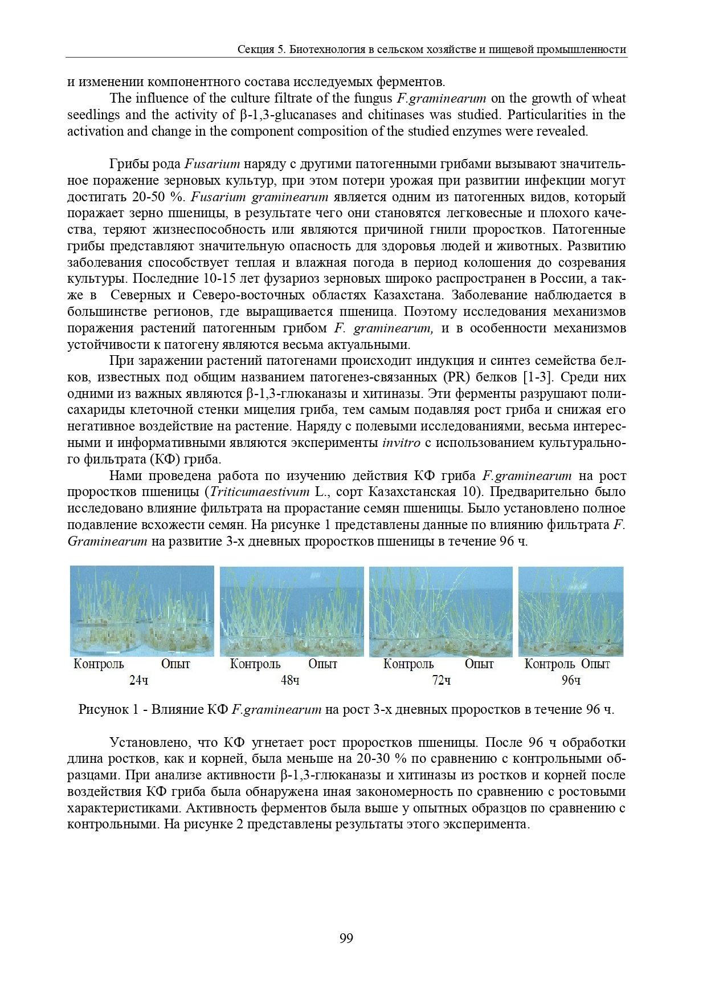 Секция 5. Биотехнология в сельском хозяйстве и пищевой промышленности
и изменении компонентного состава исследуемых ферментов.
The influence of the culture filtrate of the fungus F.graminearum on the growth of wheat
seedlings and the activity of β-1,3-glucanases and chitinases was studied. Particularities in the
activation and change in the component composition of the studied enzymes were revealed.
Грибы рода Fusarium наряду с другими патогенными грибами вызывают значитель-
ное поражение зерновых культур, при этом потери урожая при развитии инфекции могут
достигать 20-50 %. Fusarium graminearum является одним из патогенных видов, который
поражает зерно пшеницы, в результате чего они становятся легковесные и плохого каче-
ства, теряют жизнеспособность или являются причиной гнили проростков. Патогенные
грибы представляют значительную опасность для здоровья людей и животных. Развитию
заболевания способствует теплая и влажная погода в период колошения до созревания
культуры. Последние 10-15 лет фузариоз зерновых широко распространен в России, а так-
же в Северных и Северо-восточных областях Казахстана. Заболевание наблюдается в
большинстве регионов, где выращивается пшеница. Поэтому исследования механизмов
поражения растений патогенным грибом F. graminearum, и в особенности механизмов
устойчивости к патогену являются весьма актуальными.
При заражении растений патогенами происходит индукция и синтез семейства бел-
ков, известных под общим названием патогенез-связанных (PR) белков [1-3]. Среди них
одними из важных являются β-1,3-глюканазы и хитиназы. Эти ферменты разрушают поли-
сахариды клеточной стенки мицелия гриба, тем самым подавляя рост гриба и снижая его
негативное воздействие на растение. Наряду с полевыми исследованиями, весьма интерес-
ными и информативными являются эксперименты invitro с использованием культурально-
го фильтрата (КФ) гриба.
Нами проведена работа по изучению действия КФ гриба F.graminearum на рост
проростков пшеницы (Triticumaestivum L., сорт Казахстанская 10). Предварительно было
исследовано влияние фильтрата на прорастание семян пшеницы. Было установлено полное
подавление всхожести семян. На рисунке 1 представлены данные по влиянию фильтрата F.
Graminearum на развитие 3-х дневных проростков пшеницы в течение 96 ч.
Контроль Опыт Контроль Опыт Контроль Опыт Контроль Опыт
24ч 48ч 72ч 96ч
Рисунок 1 - Влияние КФ F.graminearum на рост 3-х дневных проростков в течение 96 ч.
Установлено, что КФ угнетает рост проростков пшеницы. После 96 ч обработки
длина ростков, как и корней, была меньше на 20-30 % по сравнению с контрольными об-
разцами. При анализе активности β-1,3-глюканазы и хитиназы из ростков и корней после
воздействия КФ гриба была обнаружена иная закономерность по сравнению с ростовыми
характеристиками. Активность ферментов была выше у опытных образцов по сравнению с
контрольными. На рисунке 2 представлены результаты этого эксперимента.
99